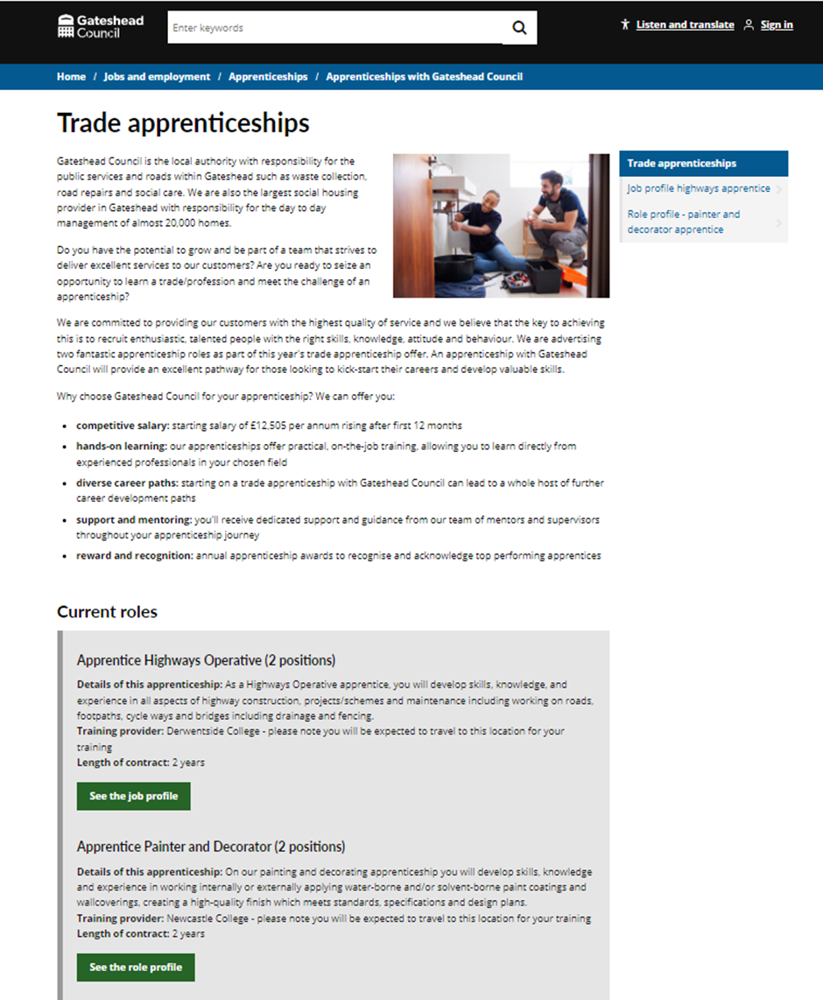 Gateshead
Council
Enter keywords
Listen and translate
Sign in
Home / Jobs and employment / Apprenticeships / Apprenticeships with Gateshead Council
Trade apprenticeships
Gateshead Council is the local authority with responsibility for the
public services and roads within Gateshead such as waste collection,
road repairs and social care. We are also the largest social housing
provider in Gateshead with responsibility for the day to day
management of almost 20,000 homes.
Do you have the potential to grow and be part of a team that strives to
deliver excellent services to our customers? Are you ready to seize an
opportunity to learn a trade/profession and meet the challenge of an
apprenticeship?
We are committed to providing our customers with the highest quality of service and we believe that the key to achieving
this is to recruit enthusiastic, talented people with the right skills, knowledge, attitude and behaviour. We are advertising
two fantastic apprenticeship roles as part of this year's trade apprenticeship offer. An apprenticeship with Gateshead
Council will provide an excellent pathway for those looking to kick-start their careers and develop valuable skills.
Why choose Gateshead Council for your apprenticeship? We can offer you:
• competitive salary: starting salary of £12,505 per annum rising after first 12 months
• hands-on learning: our apprenticeships offer practical, on-the-job training, allowing you to learn directly from
experienced professionals in your chosen field
• diverse career paths: starting on a trade apprenticeship with Gateshead Council can lead to a whole host of further
career development paths
• support and mentoring: you'll receive dedicated support and guidance from our team of mentors and supervisors
throughout your apprenticeship journey
• reward and recognition: annual apprenticeship awards to recognise and acknowledge top performing apprentices
Trade apprenticeships
Job profile highways apprentice
Role profile - painter and
decorator apprentice
Current roles
Apprentice Highways Operative (2 positions)
Details of this apprenticeship: As a Highways Operative apprentice, you will develop skills, knowledge, and
experience in all aspects of highway construction, projects/schemes and maintenance including working on roads,
footpaths, cycle ways and bridges including drainage and fencing.
Training provider: Derwentside College - please note you will be expected to travel to this location for your
training
Length of contract: 2 years
See the job profile
Apprentice Painter and Decorator (2 positions)
Details of this apprenticeship: On our painting and decorating apprenticeship you will develop skills, knowledge
and experience in working internally or externally applying water-borne and/or solvent-borne paint coatings and
wallcoverings, creating a high-quality finish which meets standards, specifications and design plans.
Training provider: Newcastle College - please note you will be expected to travel to this location for your training
Length of contract: 2 years
See the role profile